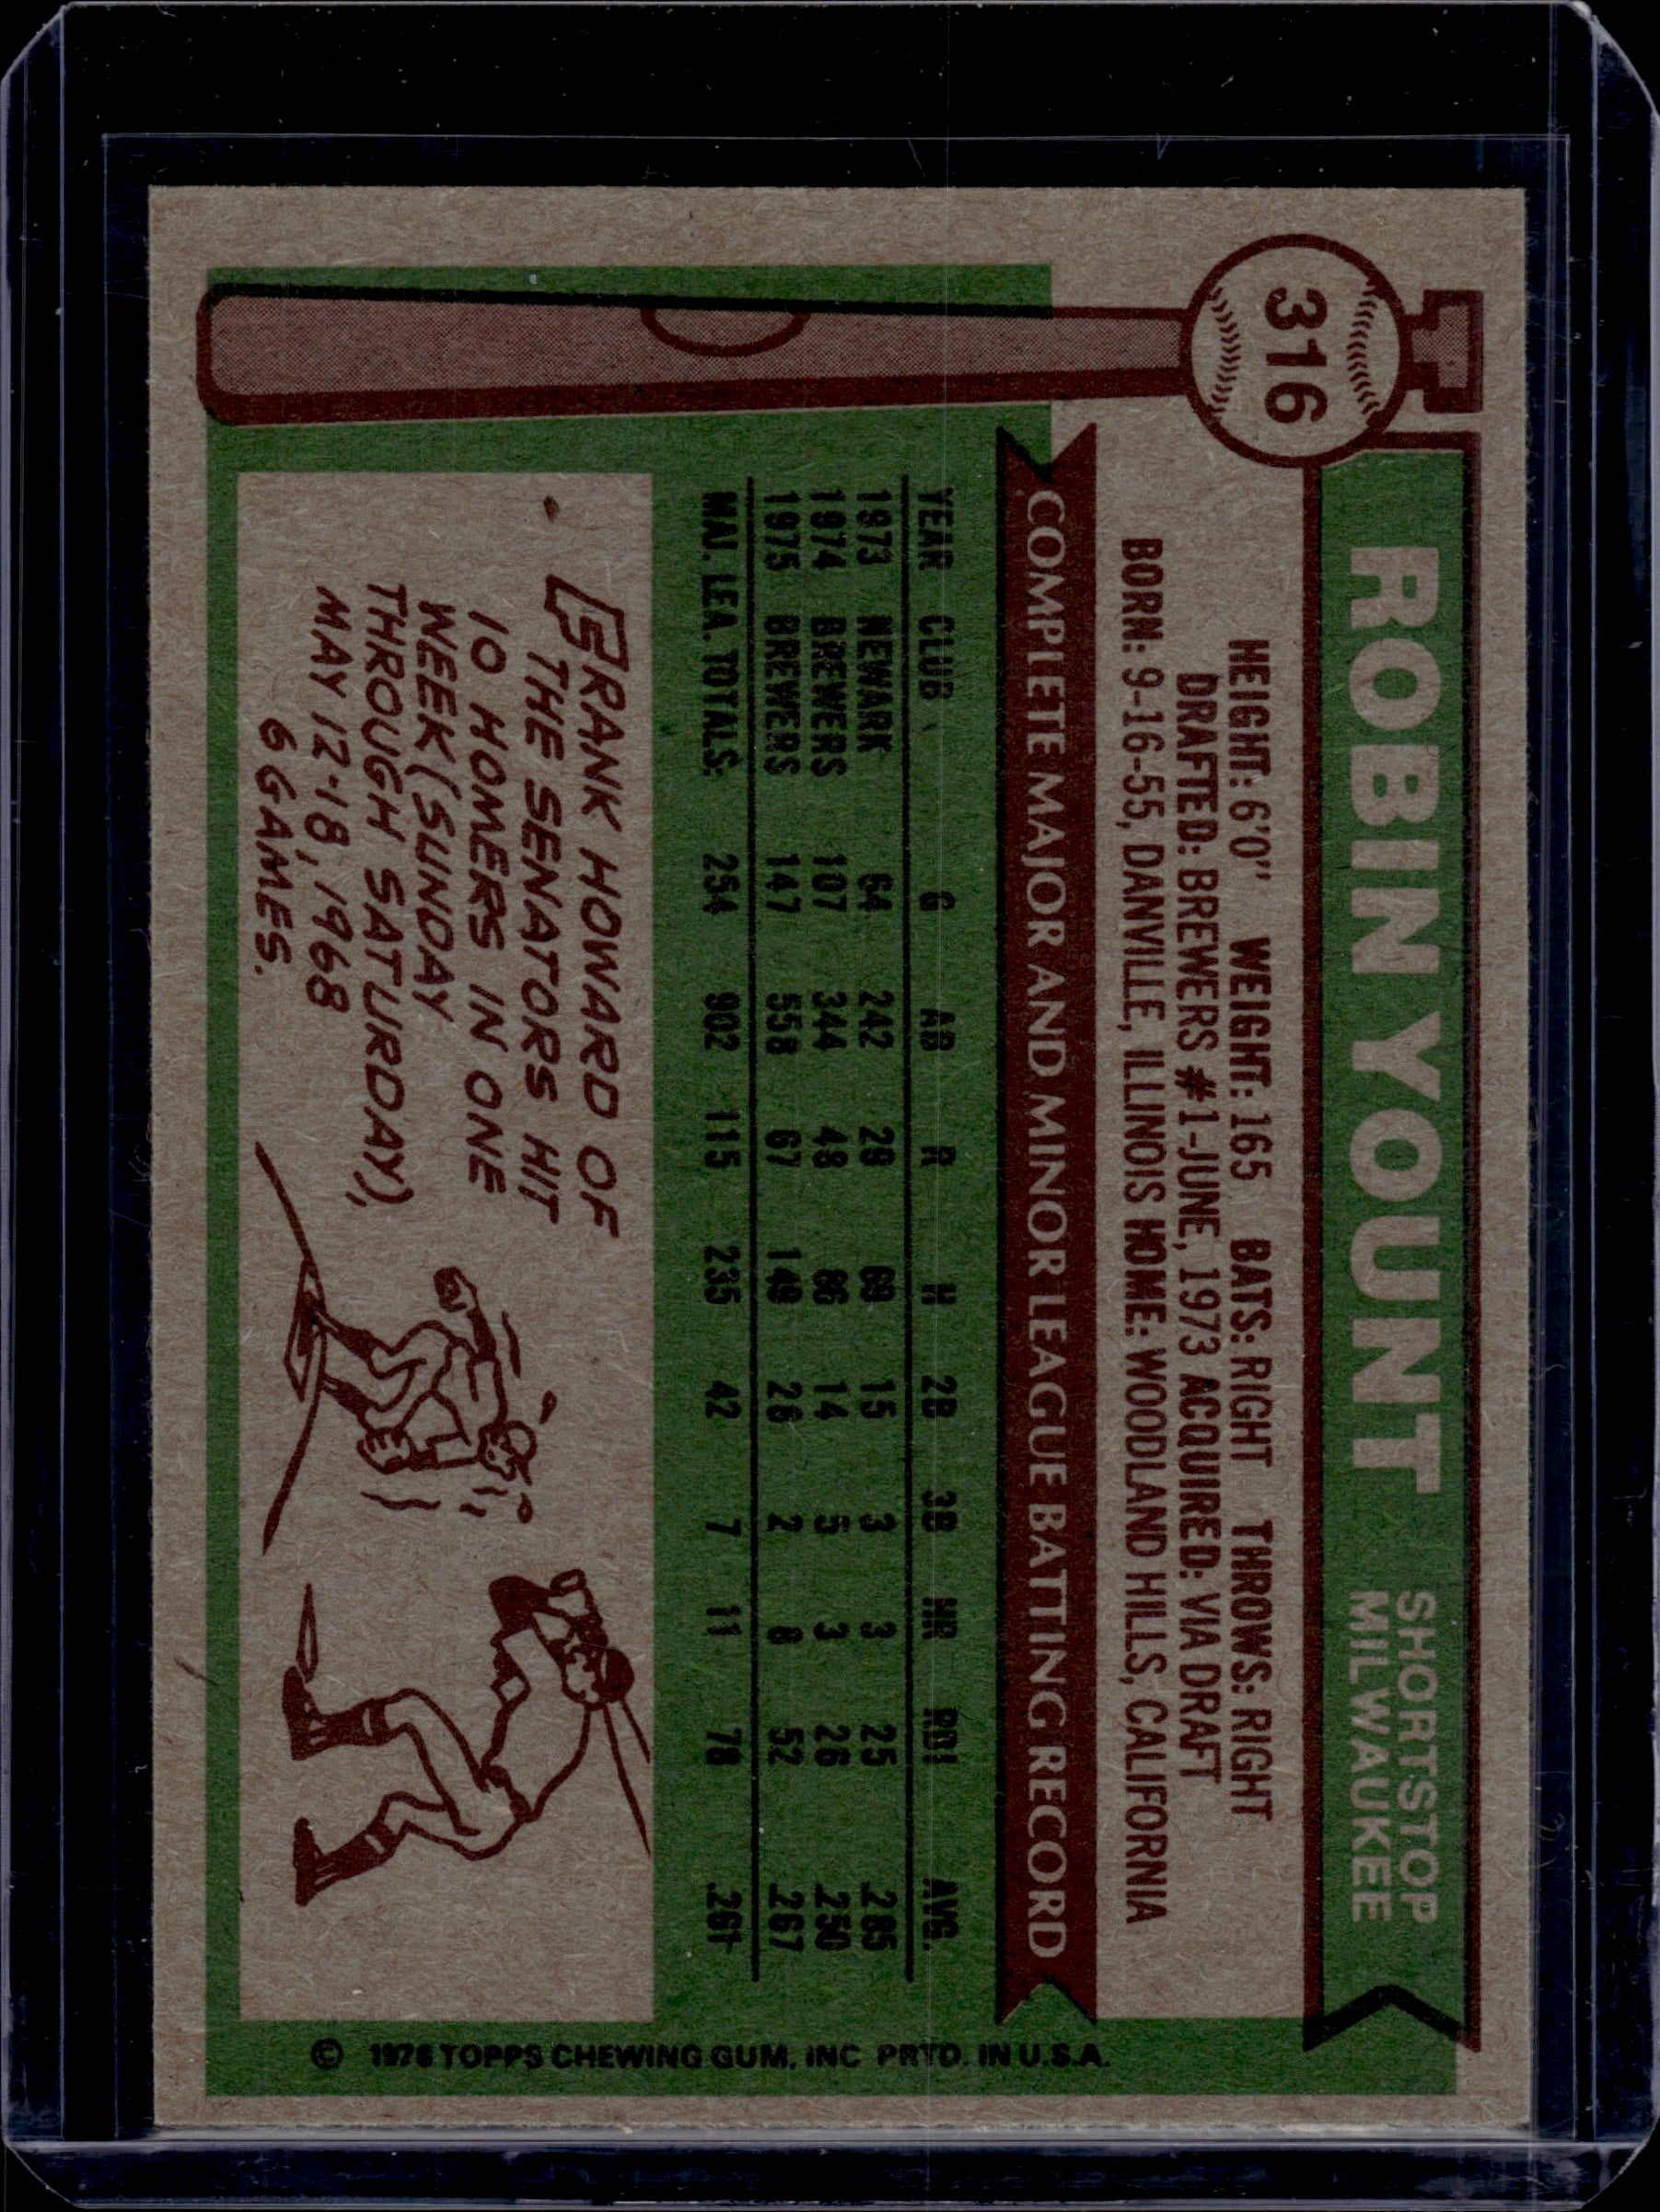 316
ROBIN YOUNT
SHORTSTOP
MILWAUKEE
HEIGHT: 6'0" WEIGHT: 165 BATS: RIGHT THROWS: RIGHT
DRAFTED: BREWERS #1-JUNE, 1973 ACQUIRED: VIA DRAFT
BORN: 9-16-55, DANVILLE, ILLINOIS HOME: WOODLAND HILLS, CALIFORNIA
COMPLETE MAJOR AND MINOR LEAGUE BATTING RECORD
YEAR CLUB G AB R H 2B 3B HR RBI AVG.
1973 NEWARK 64 242 29 69 15 3 3 25 .285
1974 BREWERS 107 344 48 86 14 5 3 26 .250
1975 BREWERS 147 558 67 149 28 2 8 52 .267
MAJ. LEA. TOTALS: 254 902 115 235 42 7 11 78 .261
FRANK HOWARD OF
THE SENATORS HIT
10 HOMERS IN ONE
WEEK (SUNDAY
THROUGH SATURDAY),
MAY 12-18, 1968
6 GAMES.
© 1976 TOPPS CHEWING GUM, INC PRTD. IN U.S.A.